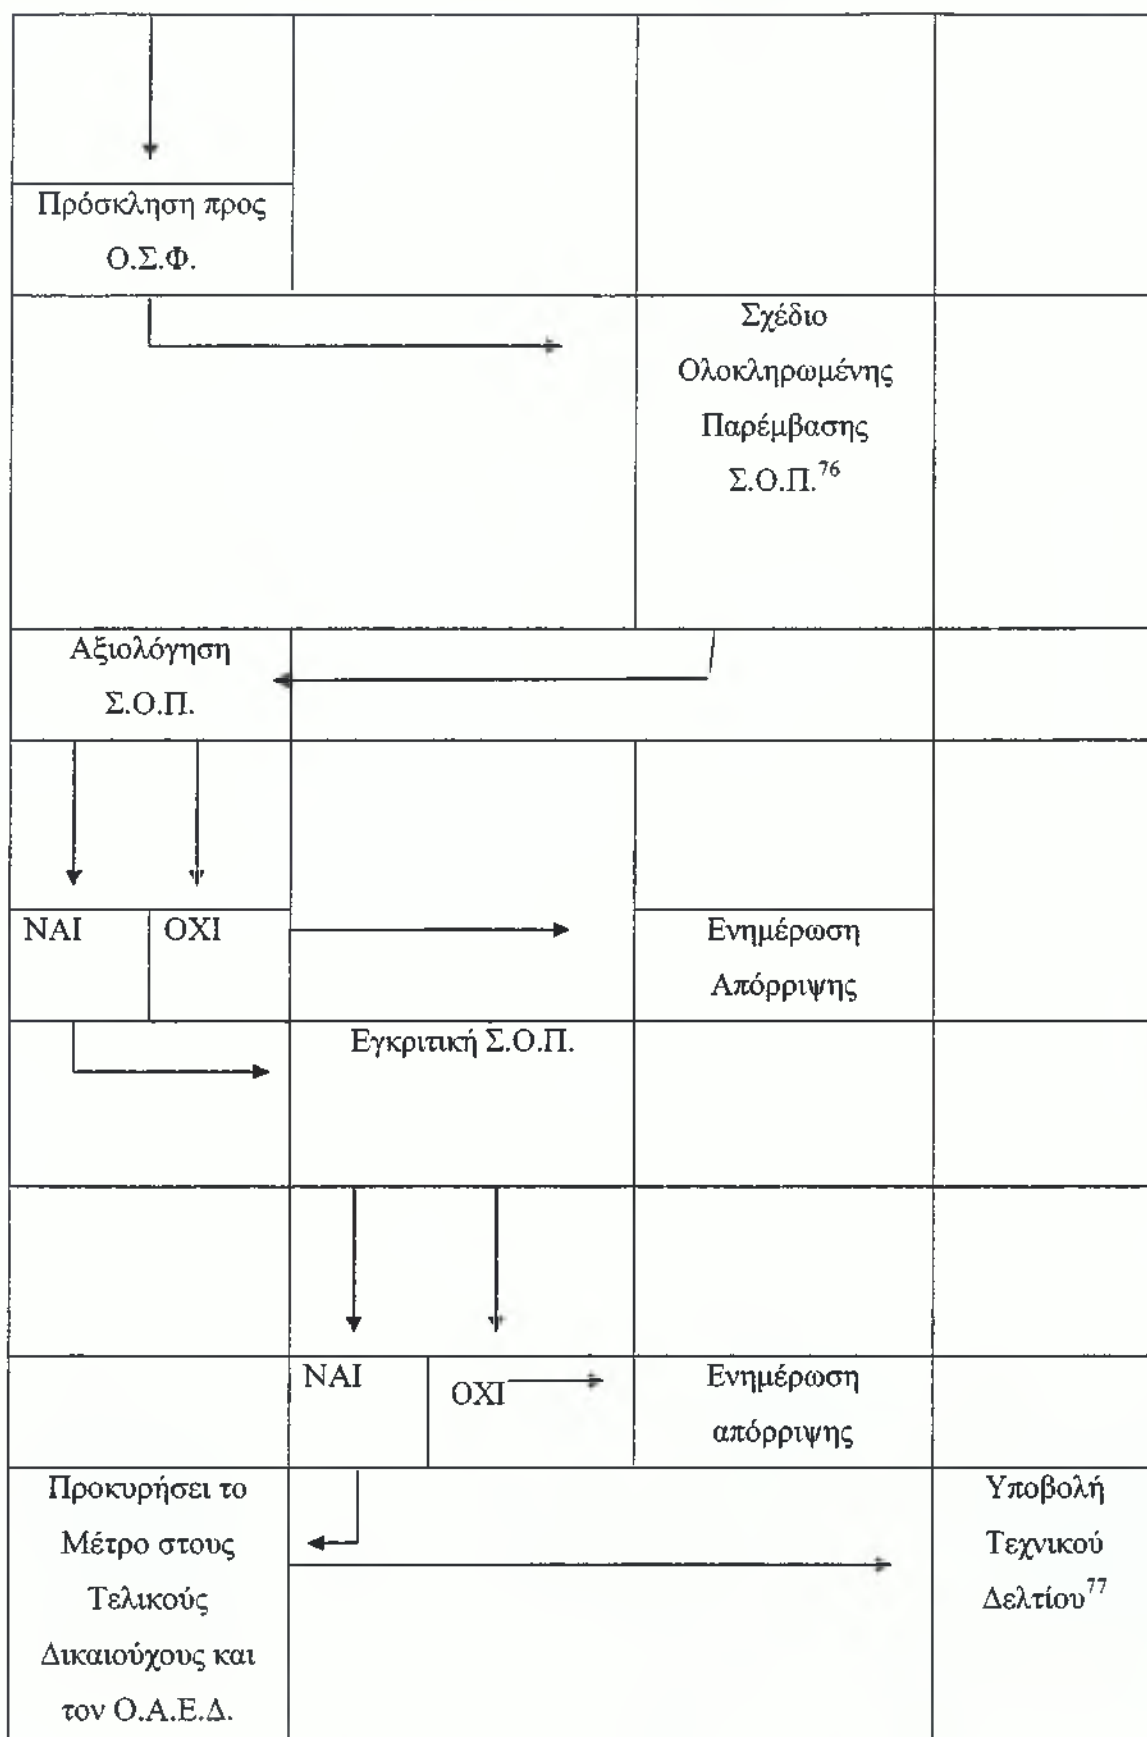 Πρόσκληση προς
Ο.Σ.Φ.
Σχέδιο
Ολοκληρωμένης
Παρέμβασης
Σ.Ο.Π.76
Αξιολόγηση
Σ.Ο.Π.
ΝΑΙ
ΟΧΙ
Ενημέρωση
Απόρριψης
Εγκριτική Σ.Ο.Π.
ΝΑΙ
ΟΧΙ
Ενημέρωση
απόρριψης
Προκυρήσει το
Μέτρο στους
Τελικούς
Δικαιούχους και
τον Ο.Α.Ε.Δ.
Υποβολή
Τεχνικού
Δελτίου77